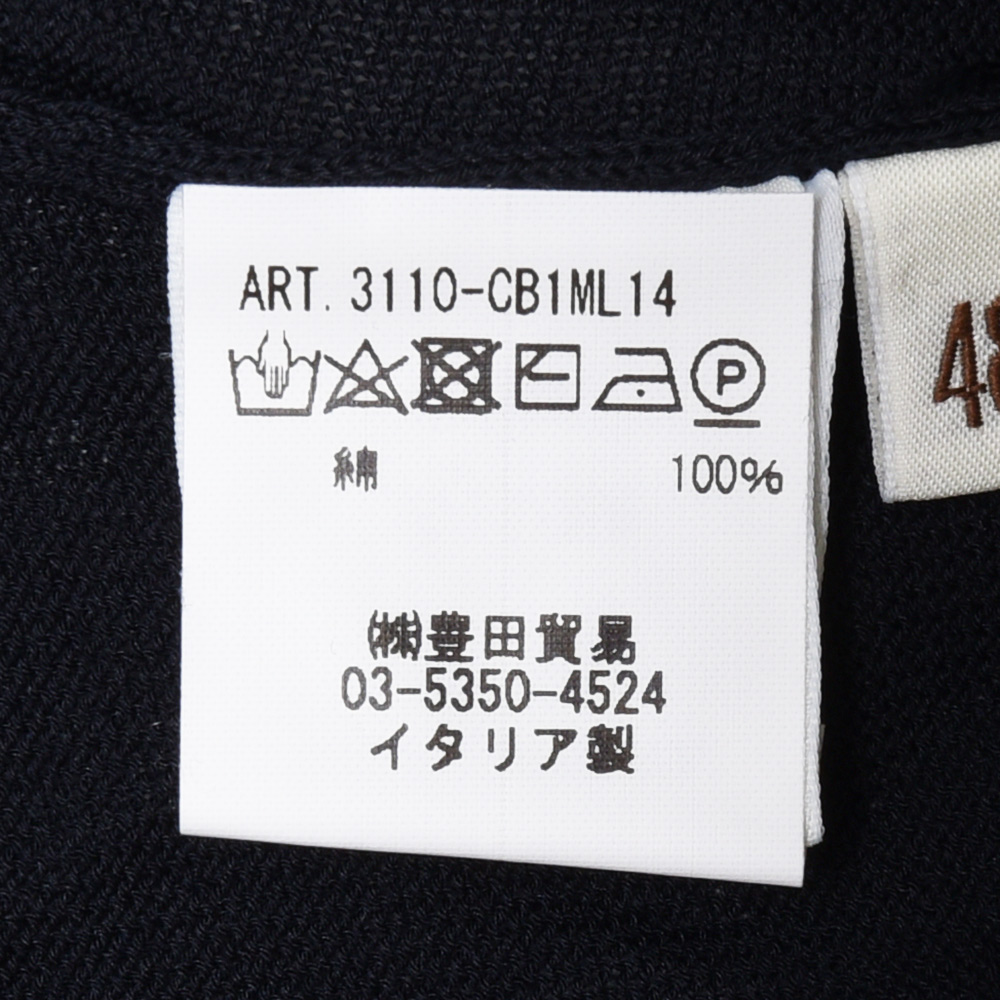 ART. 3110-CB1ML14
P
綿 100%
㈱豊田貿易
03-5350-4524
イタリア製
48